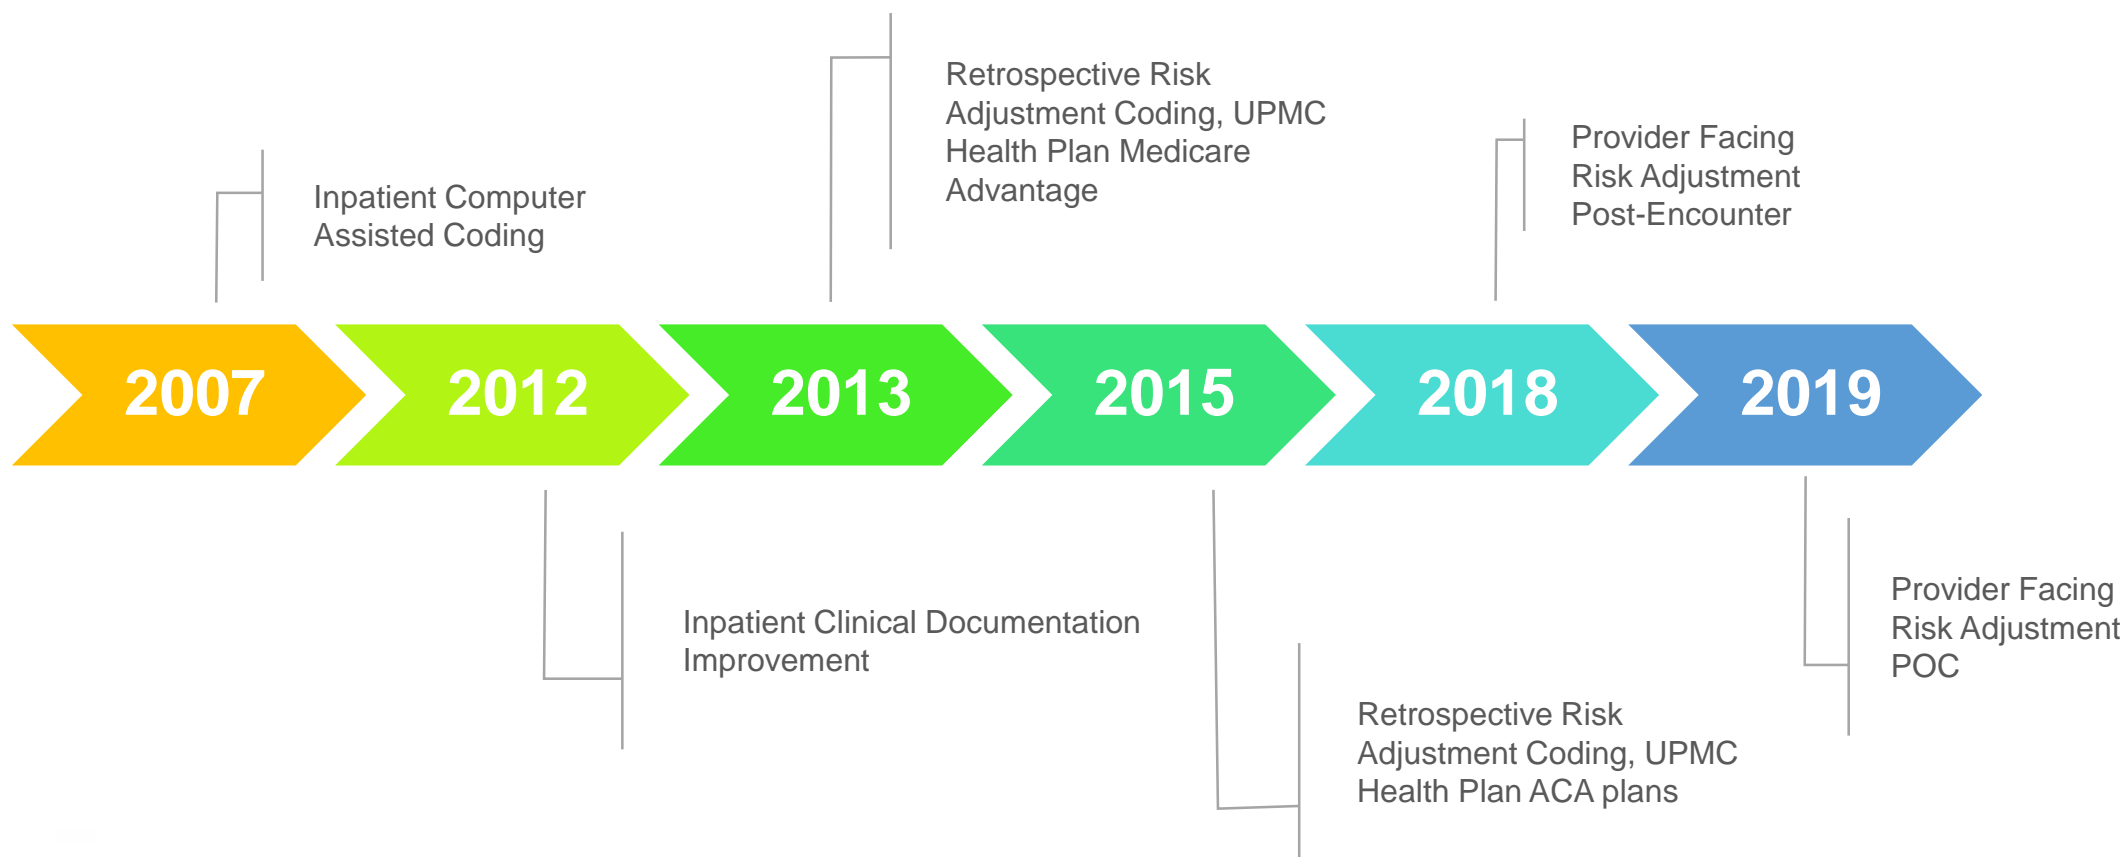 Retrospective Risk
Adjustment Coding, UPMC
Health Plan Medicare
Advantage
Provider Facing
Risk Adjustment
Post-Encounter
Inpatient Computer
Assisted Coding
2007
2012
2013
2015
2018
2019
Inpatient Clinical Documentation
Improvement
Provider Facing
Risk Adjustment
POC
Retrospective Risk
Adjustment Coding, UPMC
Health Plan ACA plans